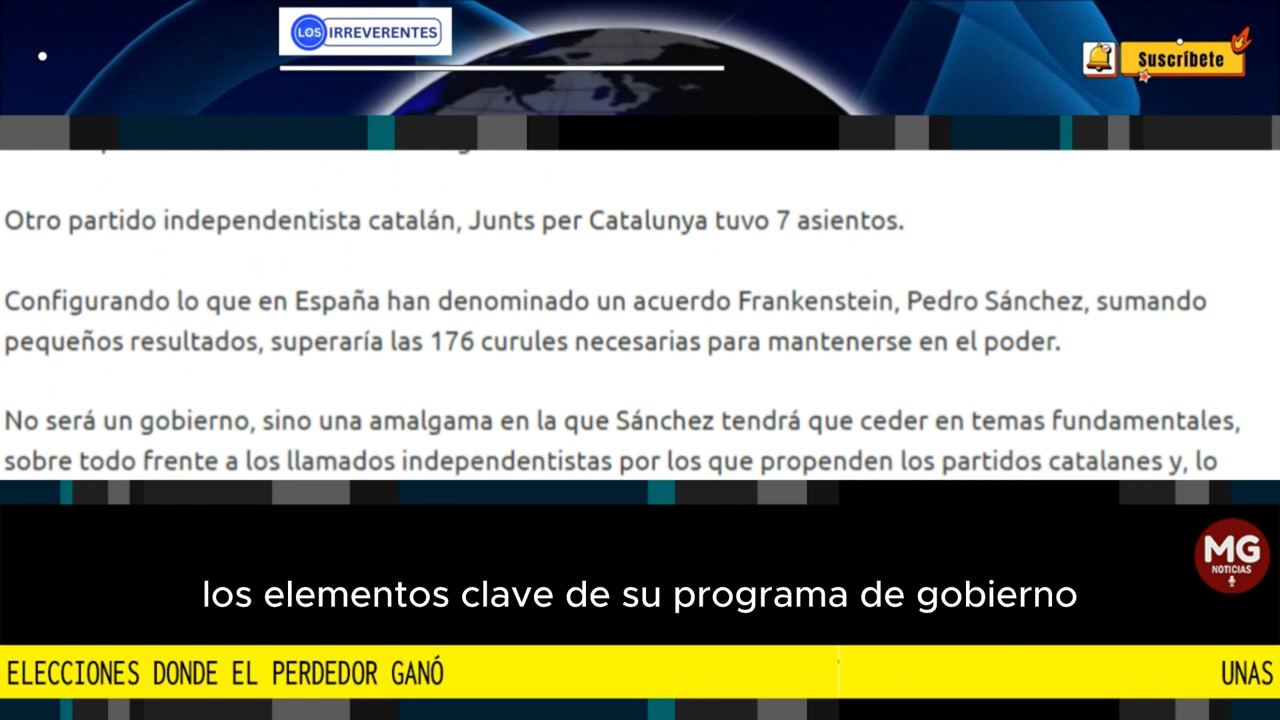 LOS IRREVERENTES
Suscríbete
Otro partido independentista catalán, Junts per Catalunya tuvo 7 asientos.
Configurando lo que en España han denominado un acuerdo Frankenstein, Pedro Sánchez, sumando
pequeños resultados, superaría las 176 curules necesarias para mantenerse en el poder.
No será un gobierno, sino una amalgama en la que Sánchez tendrá que ceder en temas fundamentales,
sobre todo frente a los llamados independentistas por los que propenden los partidos catalanes y, lo
MG
NOTICIAS
los elementos clave de su programa de gobierno
ELECCIONES DONDE EL PERDEDOR GANÓ UNAS